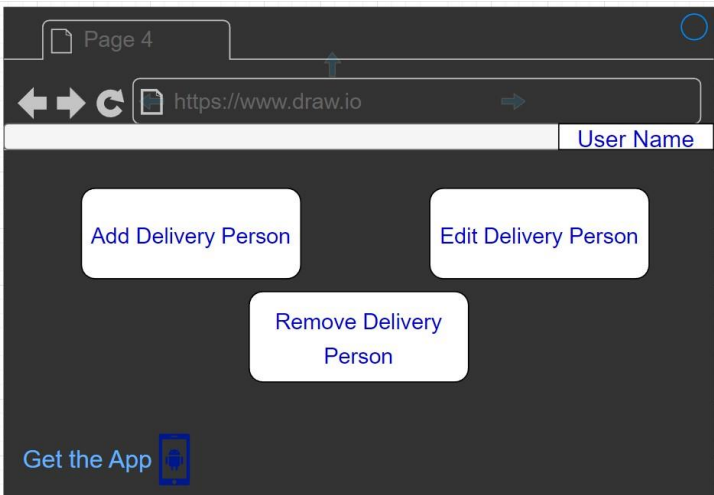 Page 4
https://www.draw.io
User Name
Add Delivery Person
Edit Delivery Person
Remove Delivery
Person
Get the App